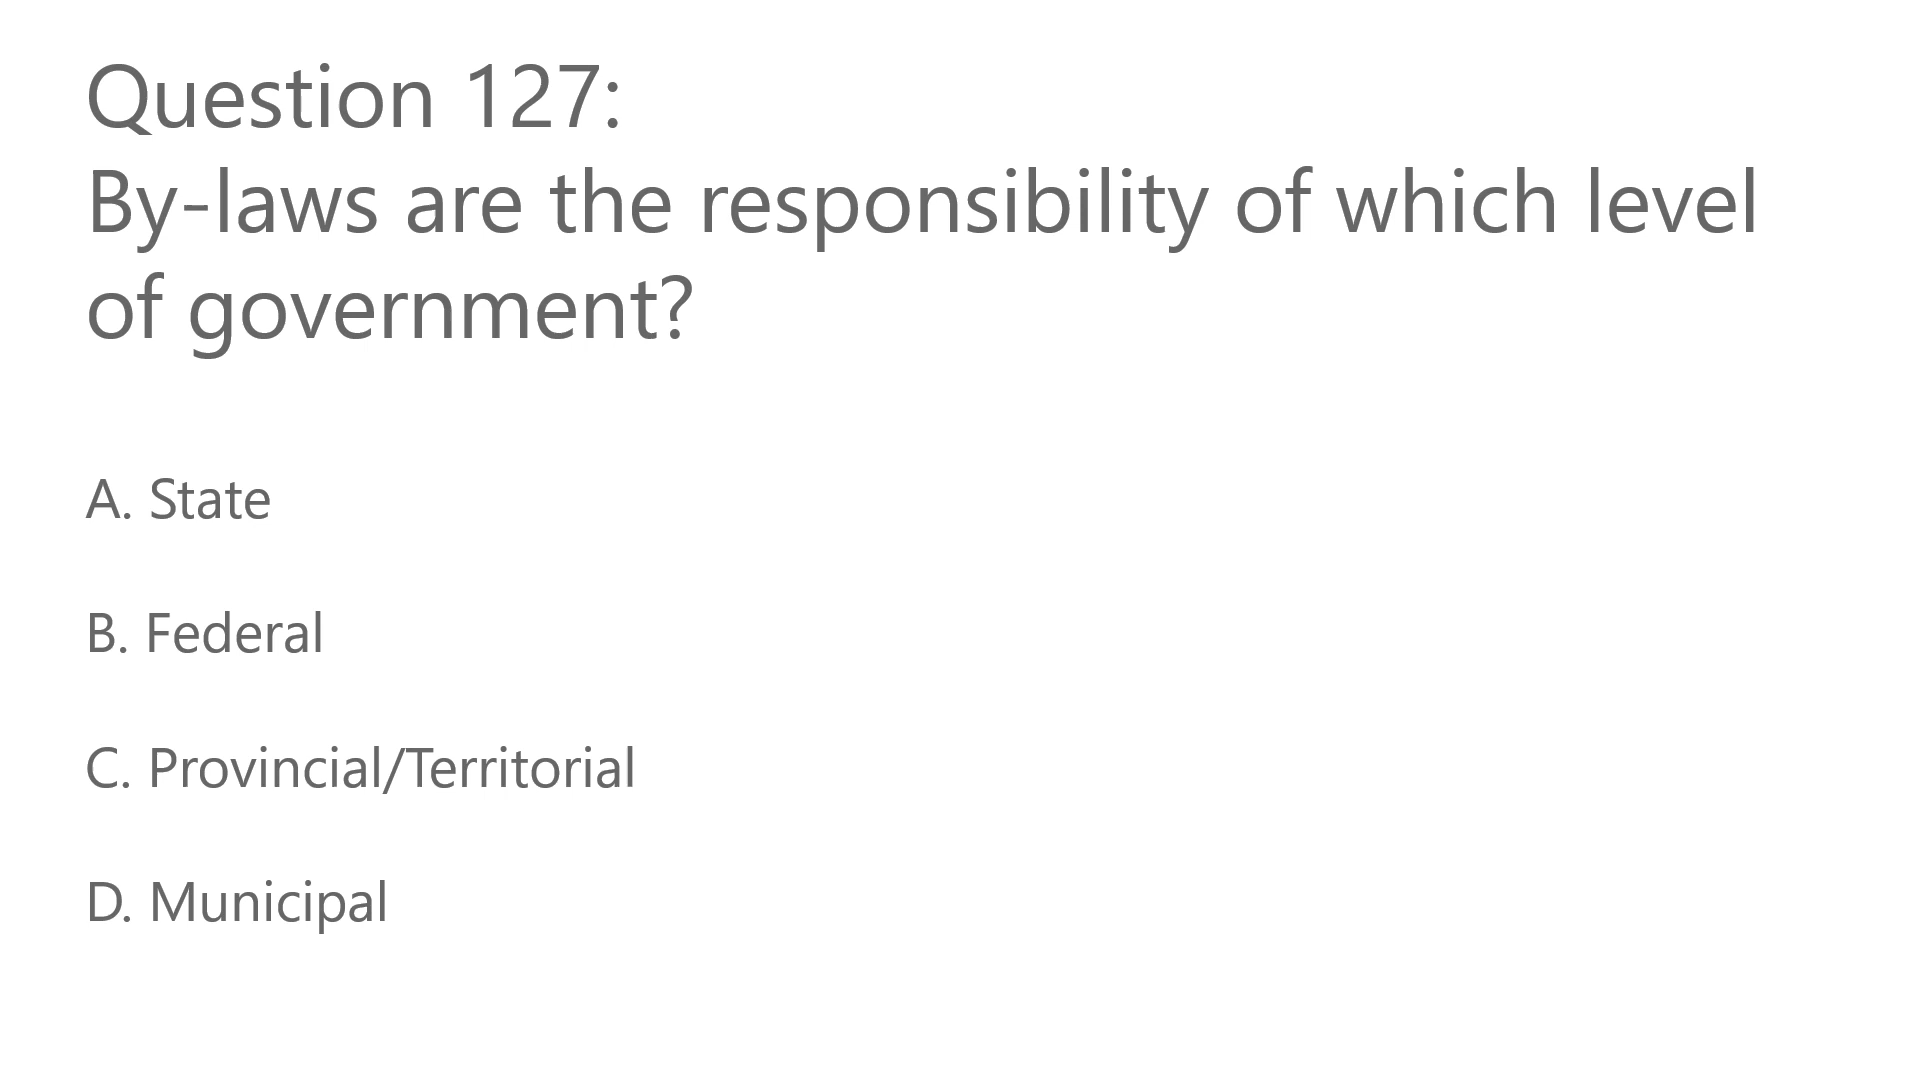 Question 127:
By-laws are the responsibility of which level
of government?
A. State
B. Federal
C. Provincial/Territorial
D. Municipal